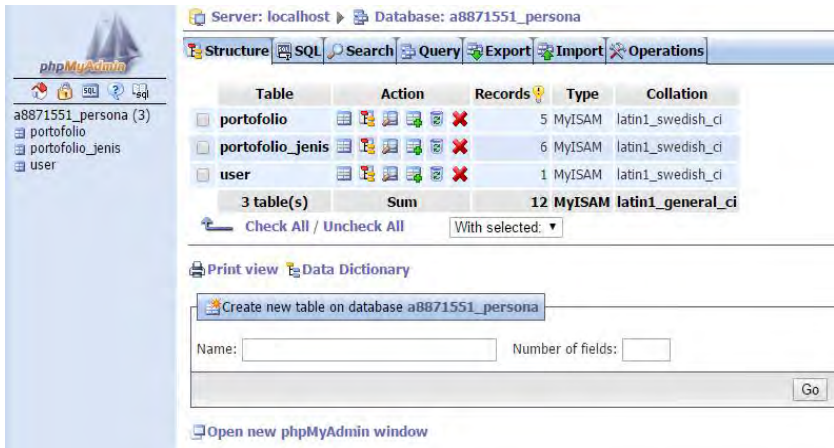 phpMyAdmin
SQL
sql
a8871551_persona (3)
portofolio
portofolio_jenis
user
Server: localhost Database: a8871551_persona
Structure SQL Search Query Export Import Operations
Table Action Records Type Collation
portofolio 5 MyISAM latin1_swedish_ci
portofolio_jenis 6 MyISAM latin1_swedish_ci
user 1 MyISAM latin1_swedish_ci
3 table(s) Sum 12 MyISAM latin1_general_ci
Check All / Uncheck All With selected:
Print view Data Dictionary
Create new table on database a8871551_persona
Name: Number of fields:
Go
Open new phpMyAdmin window